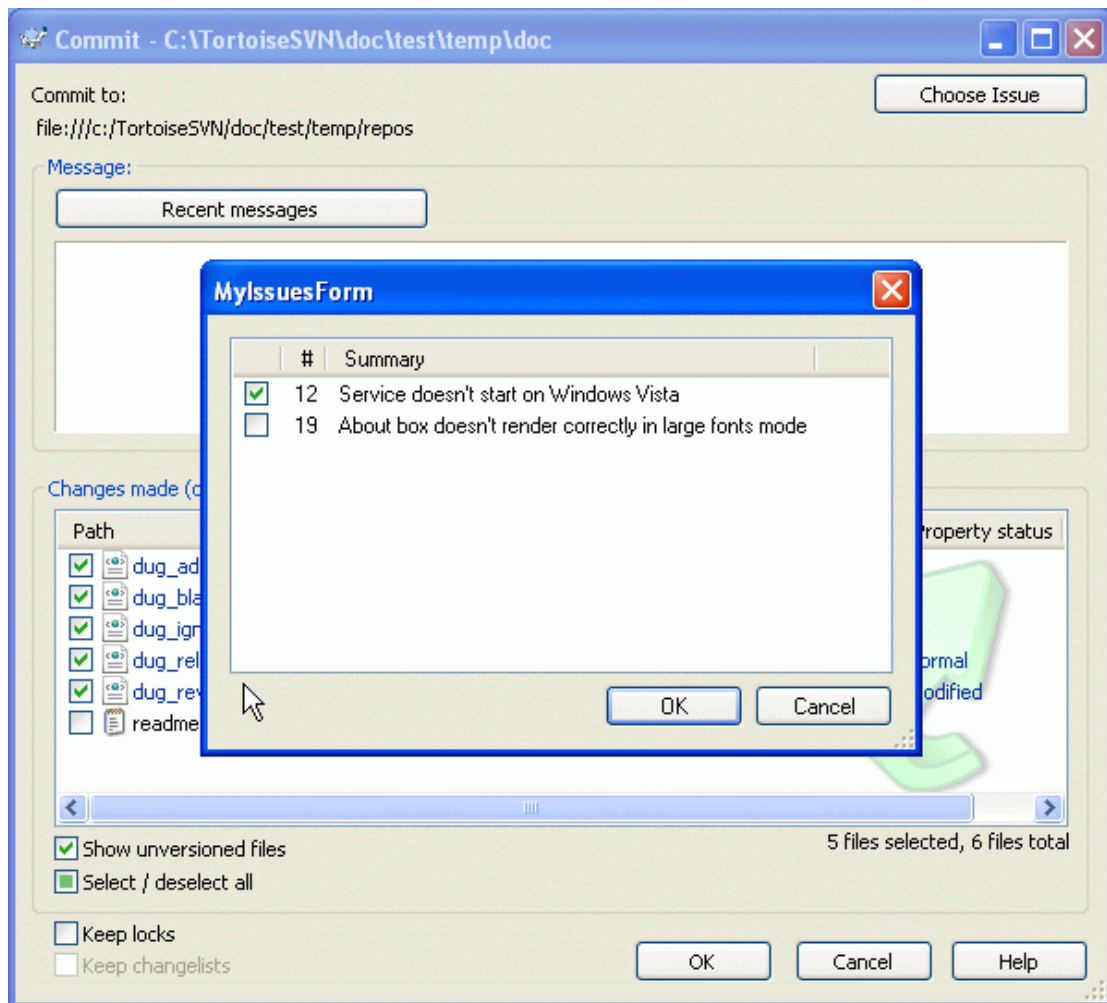 Commit - C:\TortoiseSVN\doc\test\temp\doc
Commit to:
Choose Issue
file:///c:/TortoiseSVN/doc/test/temp/repos
Message:
Recent messages
MyIssuesForm
# Summary
12 Service doesn't start on Windows Vista
19 About box doesn't render correctly in large fonts mode
OK Cancel
Changes made
Path
Property status
dug_ad
dug_bla
dug_ign
dug_rel
ormal
dug_rev
odified
readme
5 files selected, 6 files total
Show unversioned files
Select / deselect all
Keep locks
Keep changelists
OK Cancel Help